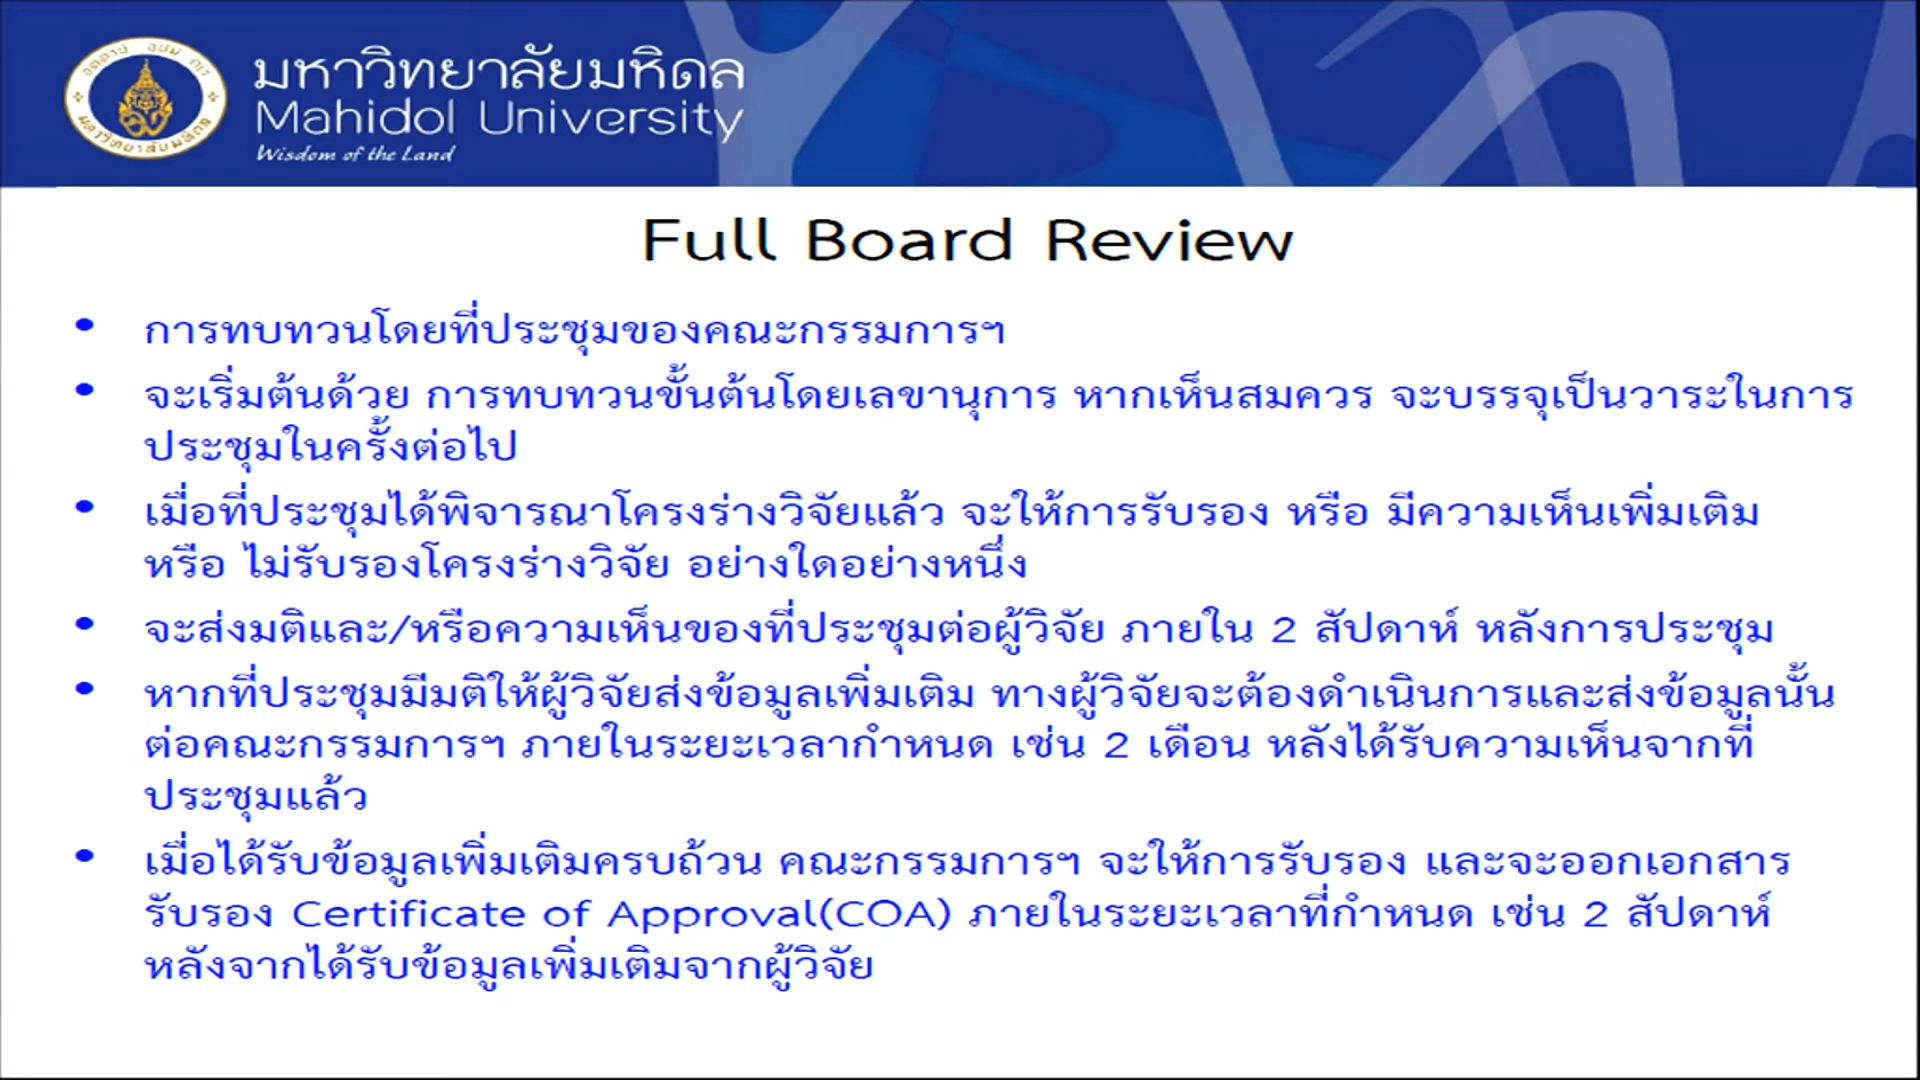 มหาวิทยาลัยมหิดล
Mahidol University
Wisdom of the Land
Full Board Review
• การทบทวนโดยที่ประชุมของคณะกรรมการฯ
• จะเริ่มต้นด้วย การทบทวนขั้นต้นโดยเลขานุการ หากเห็นสมควร จะบรรจุเป็นวาระในการ
ประชุมในครั้งต่อไป
• เมื่อที่ประชุมได้พิจารณาโครงร่างวิจัยแล้ว จะให้การรับรอง หรือ มีความเห็นเพิ่มเติม
หรือ ไม่รับรองโครงร่างวิจัย อย่างใดอย่างหนึ่ง
• จะส่งมติและ/หรือความเห็นของที่ประชุมต่อผู้วิจัย ภายใน 2 สัปดาห์ หลังการประชุม
• หากที่ประชุมมีมติให้ผู้วิจัยส่งข้อมูลเพิ่มเติม ทางผู้วิจัยจะต้องดำเนินการและส่งข้อมูลนั้น
ต่อคณะกรรมการฯ ภายในระยะเวลากำหนด เช่น 2 เดือน หลังได้รับความเห็นจากที่
ประชุมแล้ว
• เมื่อได้รับข้อมูลเพิ่มเติมครบถ้วน คณะกรรมการฯ จะให้การรับรอง และจะออกเอกสาร
รับรอง Certificate of Approval(COA) ภายในระยะเวลาที่กำหนด เช่น 2 สัปดาห์
หลังจากได้รับข้อมูลเพิ่มเติมจากผู้วิจัย